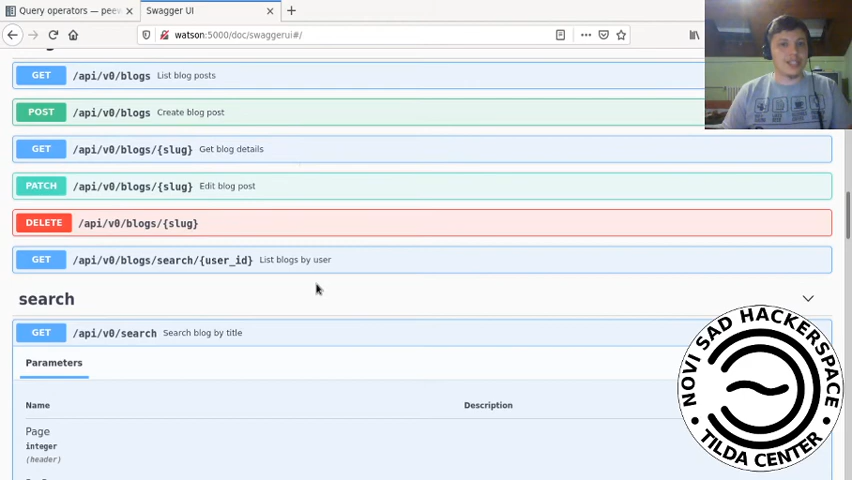 Query operators — peew
Swagger UI
watson:5000/doc/swaggerui#/
GET /api/v0/blogs List blog posts
POST /api/v0/blogs Create blog post
GET /api/v0/blogs/{slug} Get blog details
PATCH /api/v0/blogs/{slug} Edit blog post
DELETE /api/v0/blogs/{slug}
GET /api/v0/blogs/search/{user_id} List blogs by user
search
GET /api/v0/search Search blog by title
Parameters
Name Description
Page
integer
(header)
NOVI SAD HACKERSPACE
• TILDA CENTER •